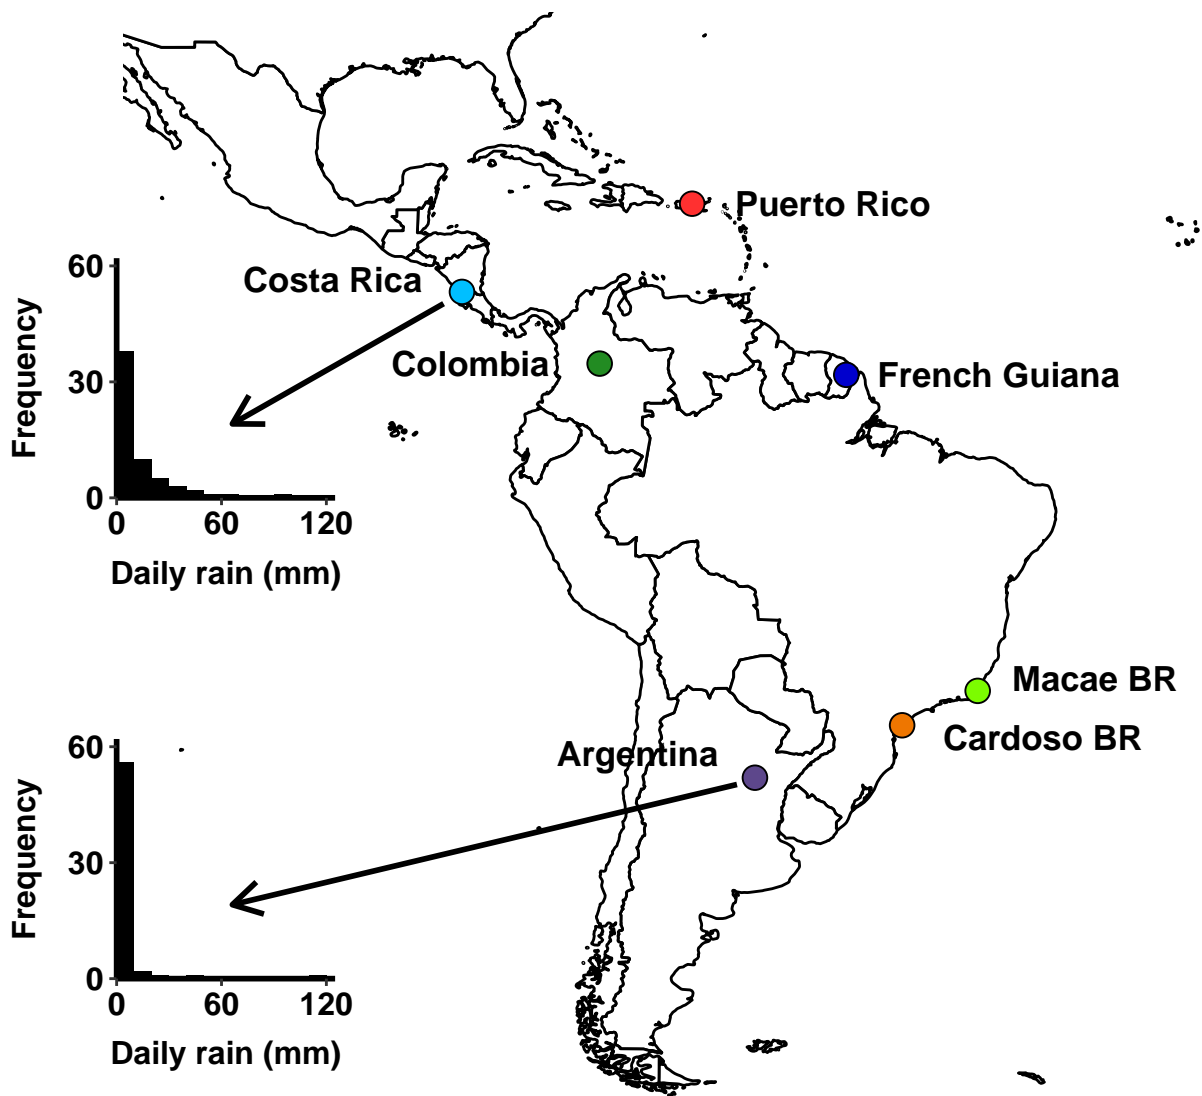 Puerto Rico
Costa Rica
Colombia
French Guiana
Macae BR
Cardoso BR
Argentina
60
30
0
Frequency
0 60 120
Daily rain (mm)
60
30
0
Frequency
0 60 120
Daily rain (mm)